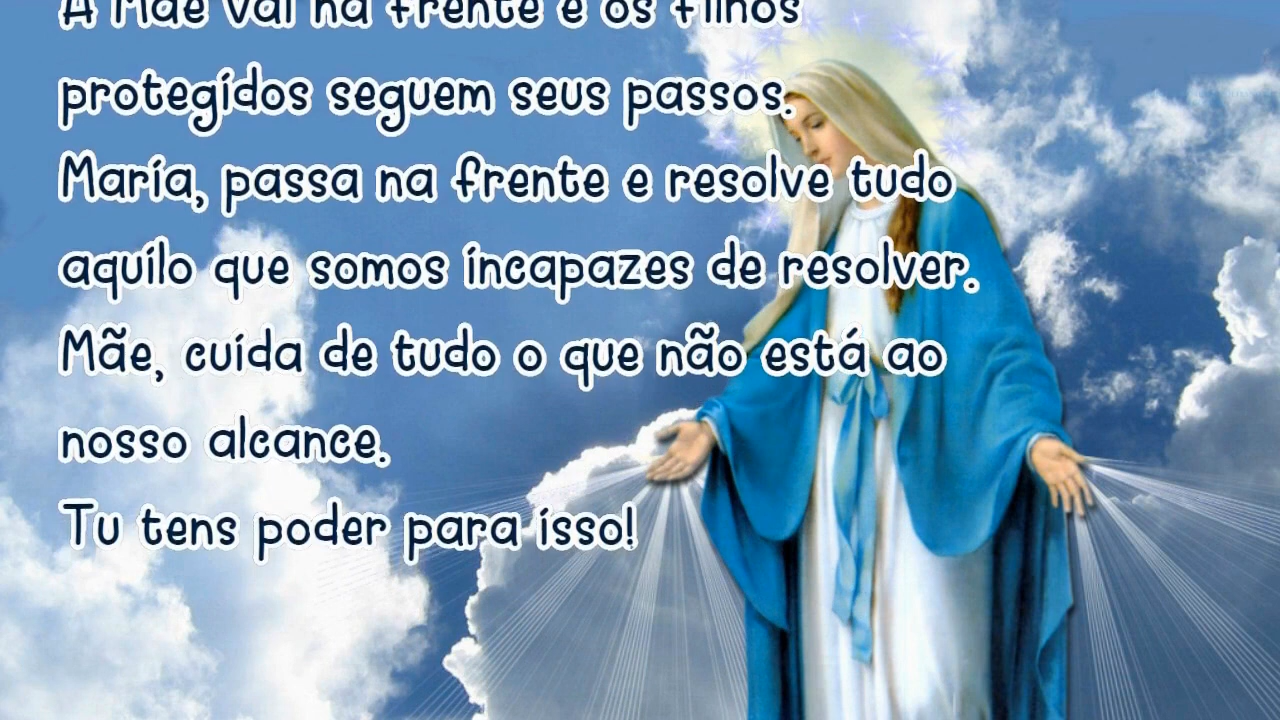 A Mãe vai na frente e os filhos
protegidos seguem seus passos.
Maria, passa na frente e resolve tudo
aquilo que somos incapazes de resolver.
Mãe, cuida de tudo o que não está ao
nosso alcance.
Tu tens poder para isso!